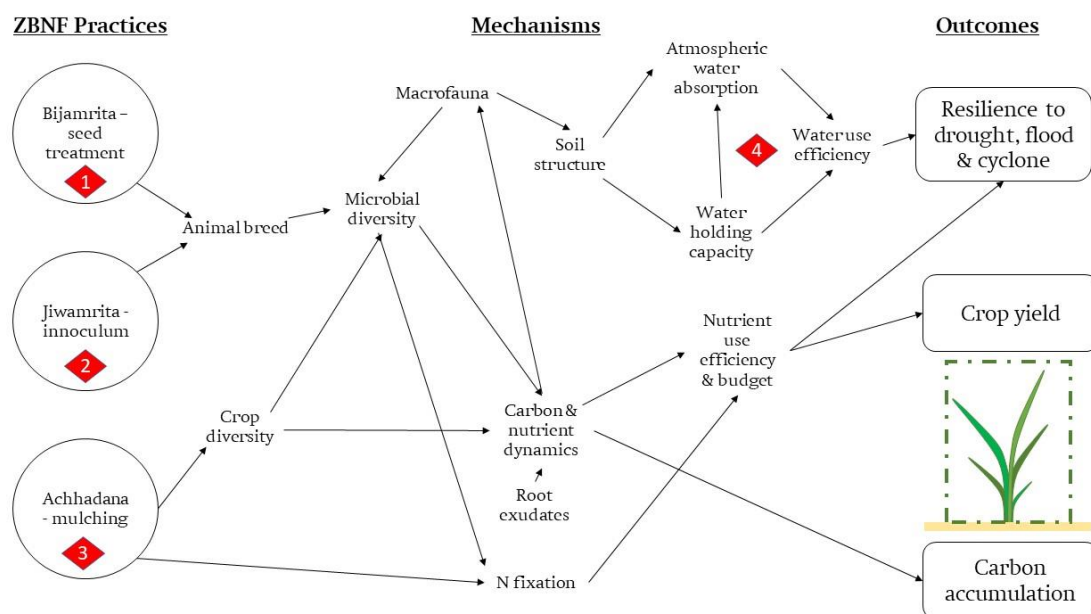 ZBNF Practices
Mechanisms
Outcomes
Bijamrita –
seed
treatment
1
Jiwamrita -
innoculum
2
Achhadana
- mulching
3
Animal breed
Crop
diversity
Macrofauna
Microbial
diversity
Soil
structure
Atmospheric
water
absorption
4
Water use
efficiency
Water
holding
capacity
Nutrient
use
efficiency
& budget
Carbon &
nutrient
dynamics
Root
exudates
N fixation
Resilience to
drought, flood
& cyclone
Crop yield
Carbon
accumulation